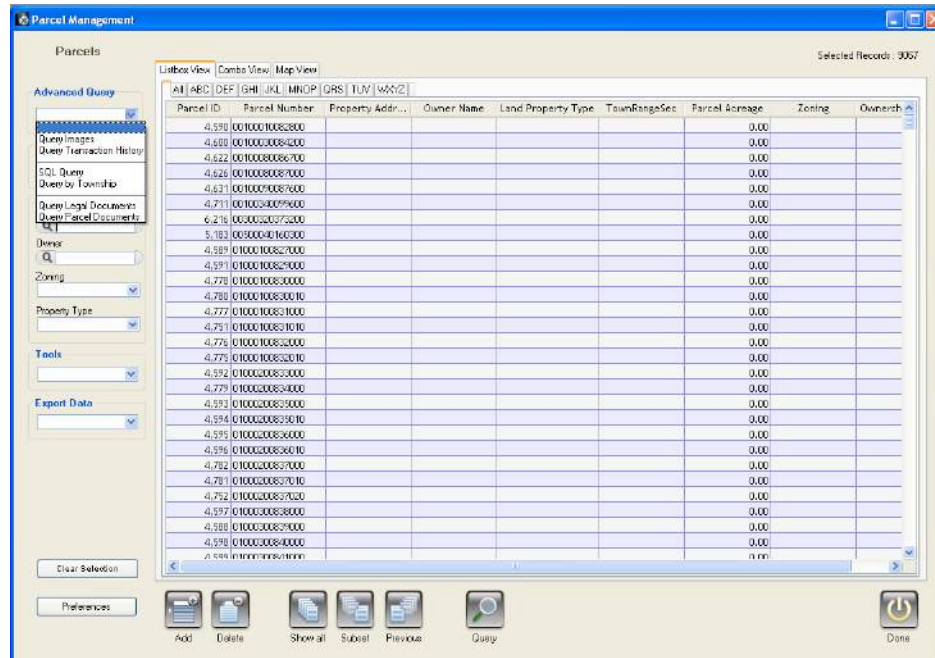 Parcel Management
Parcels
Selected Records : 9067
Listbox View Combo View Map View
All ABC DEF GHI JKL MNOP QRS TUV WXYZ
Advanced Query
Query Images
Query Transaction History
SQL Query
Query by Township
Query Legal Documents
Query Parcel Documents
Owner
Zoning
Property Type
Tools
Export Data
Clear Selection
Preferences
Parcel ID Parcel Number Property Addr... Owner Name Land Property Type TownRangeSec Parcel Acreage Zoning Ownersh
4,590 00100010082800 0.00
4,600 00100030084200 0.00
4,622 00100080086700 0.00
4,626 00100080087000 0.00
4,631 00100090087600 0.00
4,711 00100340099600 0.00
6,216 00300320373200 0.00
5,183 00500040160300 0.00
4,589 01000100827000 0.00
4,591 01000100829000 0.00
4,778 01000100830000 0.00
4,780 01000100830010 0.00
4,777 01000100831000 0.00
4,751 01000100831010 0.00
4,776 01000100832000 0.00
4,775 01000100832010 0.00
4,592 01000200833000 0.00
4,779 01000200834000 0.00
4,593 01000200835000 0.00
4,594 01000200835010 0.00
4,595 01000200836000 0.00
4,596 01000200836010 0.00
4,782 01000200837000 0.00
4,781 01000200837010 0.00
4,752 01000200837020 0.00
4,597 01000300838000 0.00
4,588 01000300839000 0.00
4,598 01000300840000 0.00
4,599 01000300841000 0.00
Add Delete Show all Subset Previous Query Done